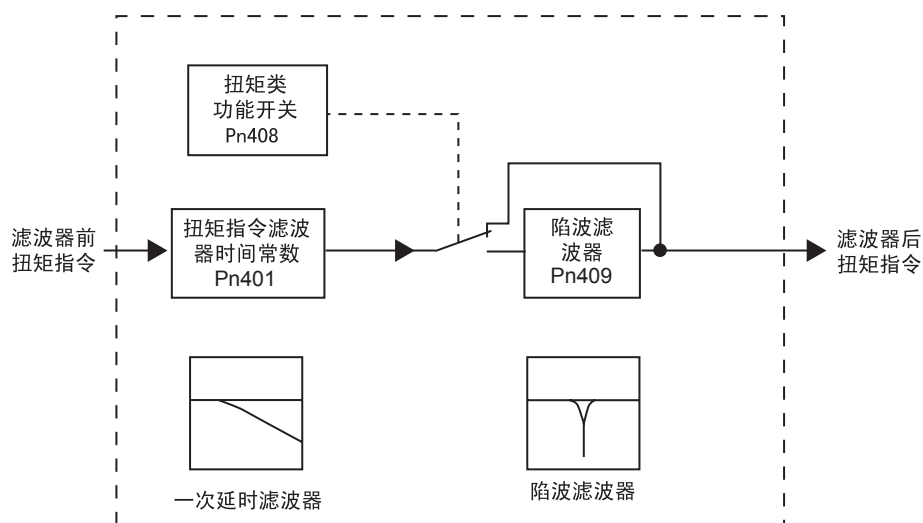 扭矩类
功能开关
Pn408
滤波器前
扭矩指令
扭矩指令滤波
器时间常数
Pn401
陷波滤
波器
Pn409
滤波器后
扭矩指令
一次延时滤波器
陷波滤波器